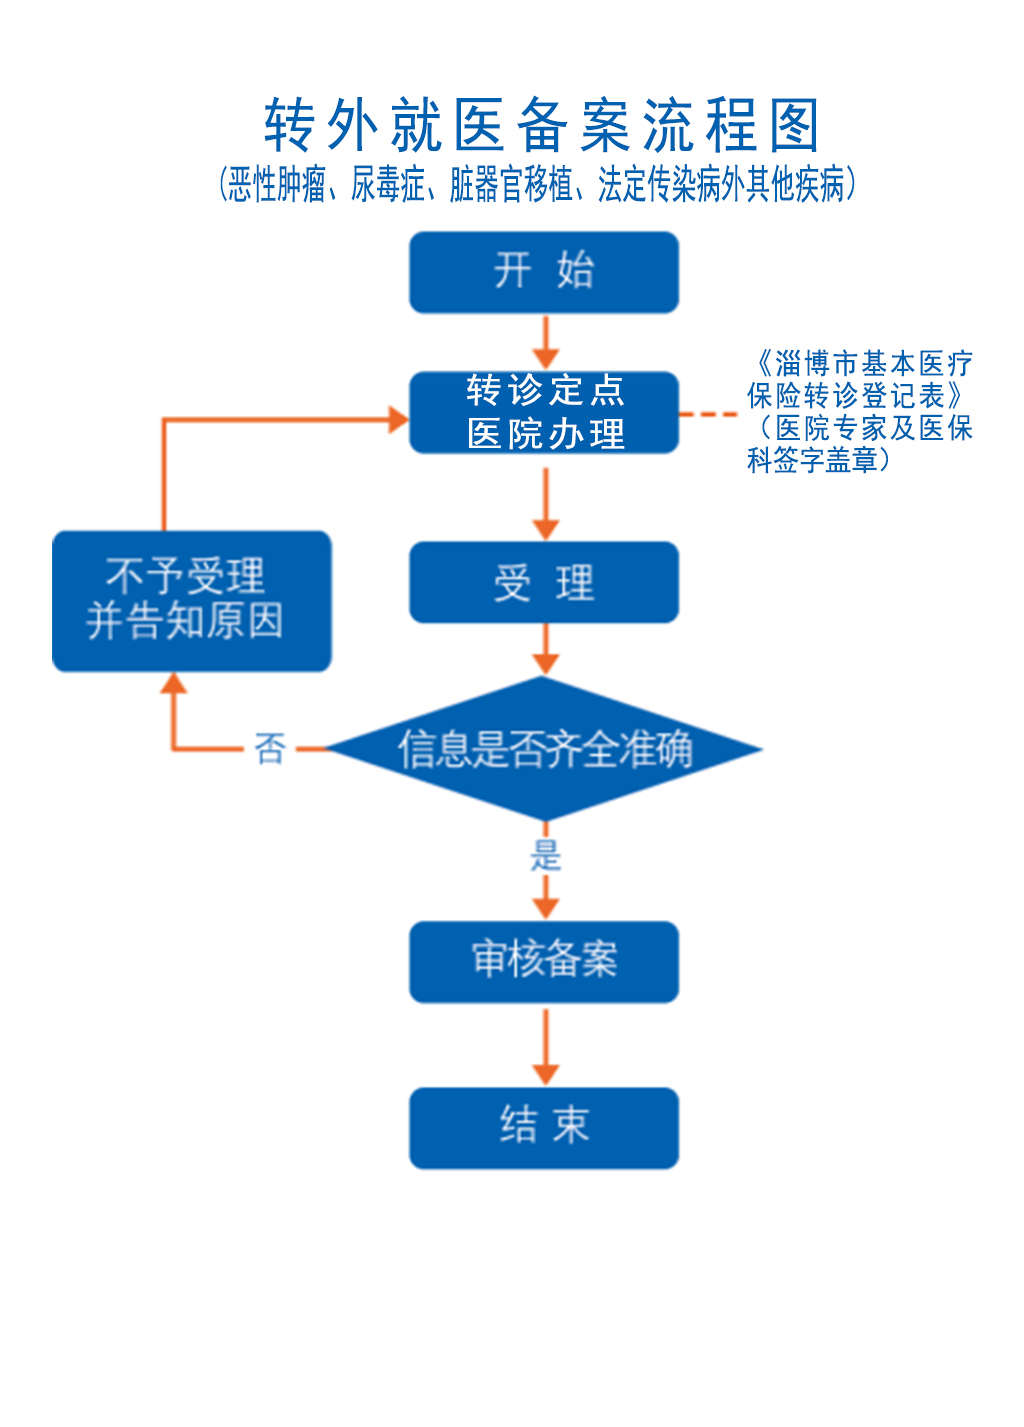 转外就医备案流程图
（恶性肿瘤、尿毒症、脏器官移植、法定传染病外其他疾病）
开 始
转诊定点
医院办理
《淄博市基本医疗
保险转诊登记表》
（医院专家及医保
科签字盖章）
不予受理
并告知原因
受 理
信息是否齐全准确
否
是
审核备案
结 束